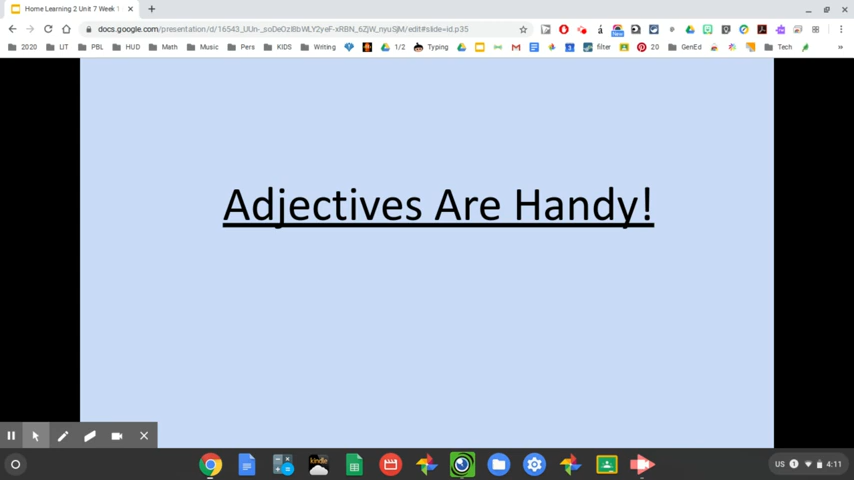 Home Learning 2 Unit 7 Week 1
docs.google.com/presentation/d/16543_UUn-_soDeOzIBbWLY2yeF-xRBN_6ZjW_nyuSjM/edit#slide=id.p35
2020 LIT PBL HUD Math Music Pers KIDS Writing 1/2 Typing filter 20 GenEd Tech »
Adjectives Are Handy!
kindle
US 1 4:11